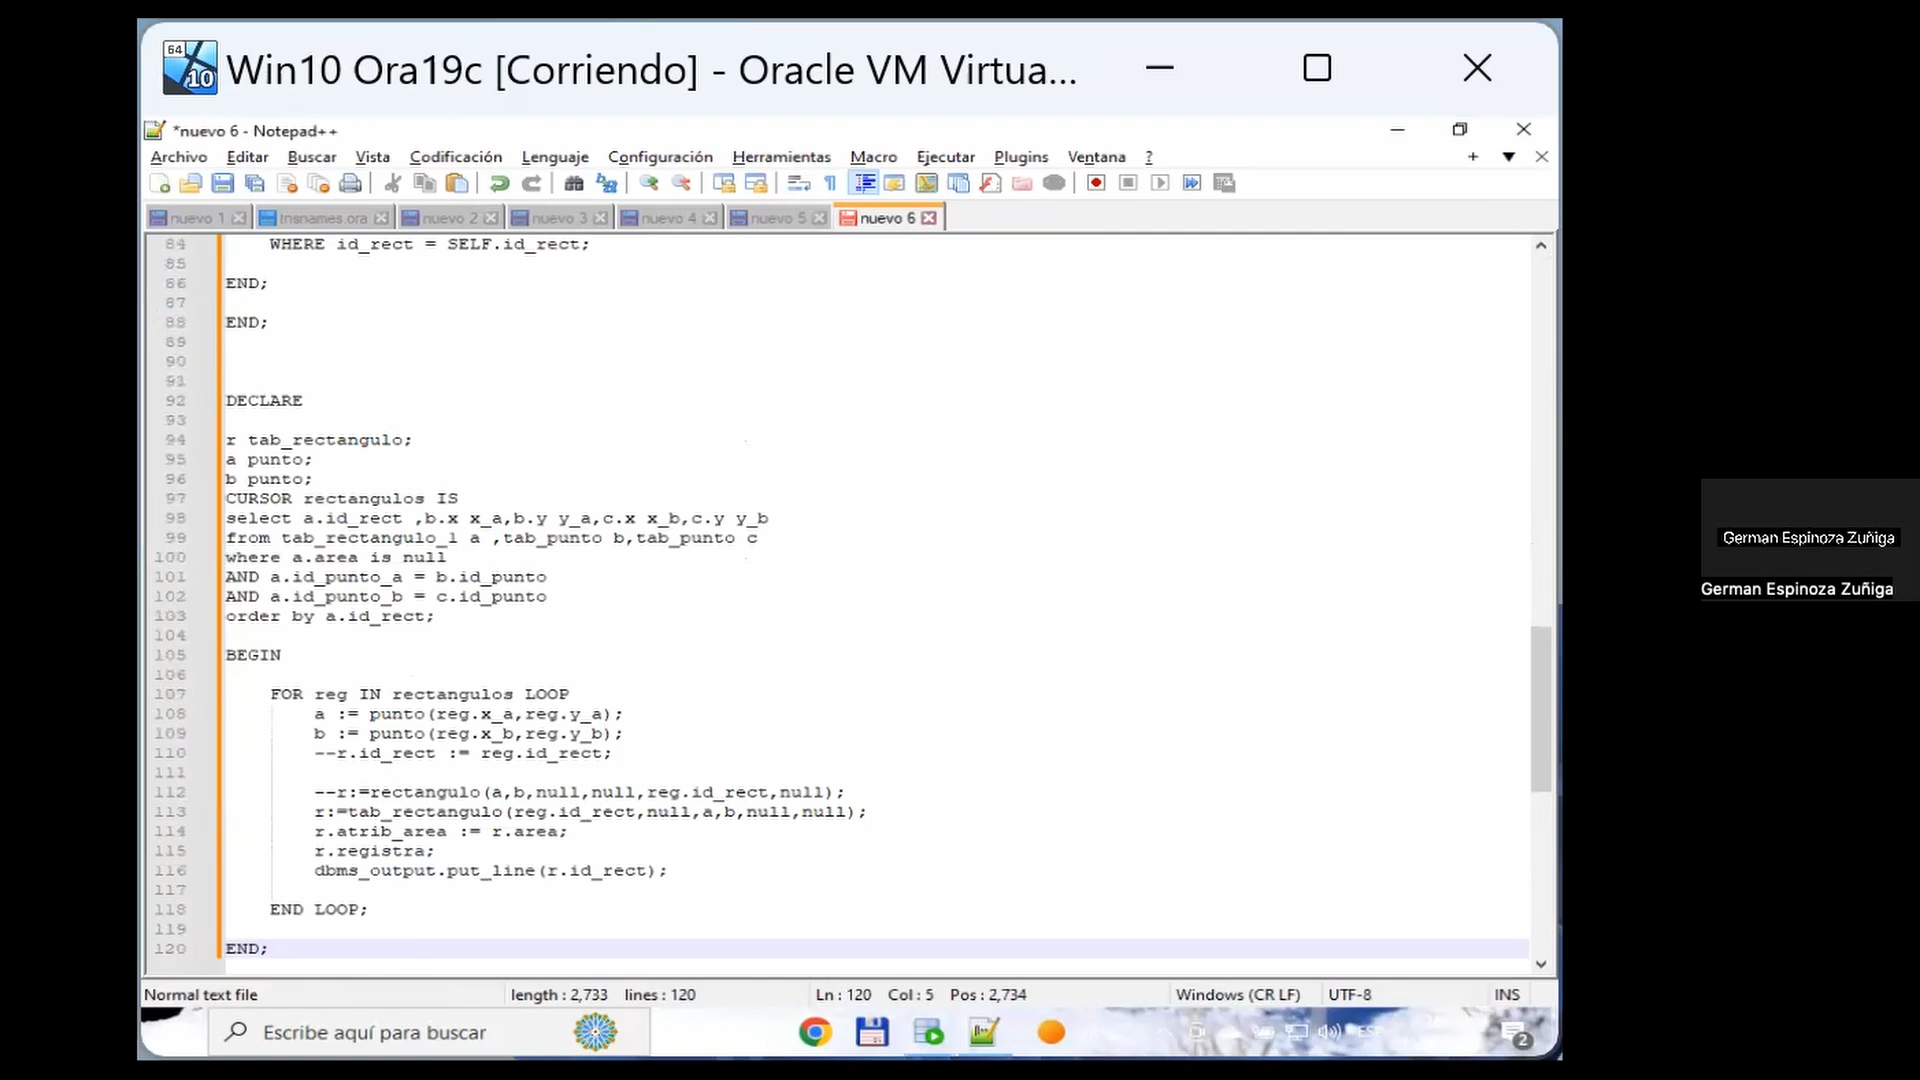 64
10
Win10 Ora19c [Corriendo] - Oracle VM Virtua...
*nuevo 6 - Notepad++
Archivo Editar Buscar Vista Codificación Lenguaje Configuración Herramientas Macro Ejecutar Plugins Ventana ?
nuevo 1 tnsnames.ora nuevo 2 nuevo 3 nuevo 4 nuevo 5 nuevo 6
84 WHERE id_rect = SELF.id_rect;
85
86 END;
87
88 END;
89
90
91
92 DECLARE
93
94 r tab_rectangulo;
95 a punto;
96 b punto;
97 CURSOR rectangulos IS
98 select a.id_rect ,b.x x_a,b.y y_a,c.x x_b,c.y y_b
99 from tab_rectangulo_1 a ,tab_punto b,tab_punto c
100 where a.area is null
101 AND a.id_punto_a = b.id_punto
102 AND a.id_punto_b = c.id_punto
103 order by a.id_rect;
104
105 BEGIN
106
107 FOR reg IN rectangulos LOOP
108 a := punto(reg.x_a,reg.y_a);
109 b := punto(reg.x_b,reg.y_b);
110 --r.id_rect := reg.id_rect;
111
112 --r:=rectangulo(a,b,null,null,reg.id_rect,null);
113 r:=tab_rectangulo(reg.id_rect,null,a,b,null,null);
114 r.atrib_area := r.area;
115 r.registra;
116 dbms_output.put_line(r.id_rect);
117
118 END LOOP;
119
120 END;
Normal text file length : 2,733 lines : 120 Ln : 120 Col : 5 Pos : 2,734 Windows (CR LF) UTF-8 INS
Escribe aquí para buscar
ESP
2
German Espinoza Zuñiga
German Espinoza Zuñiga